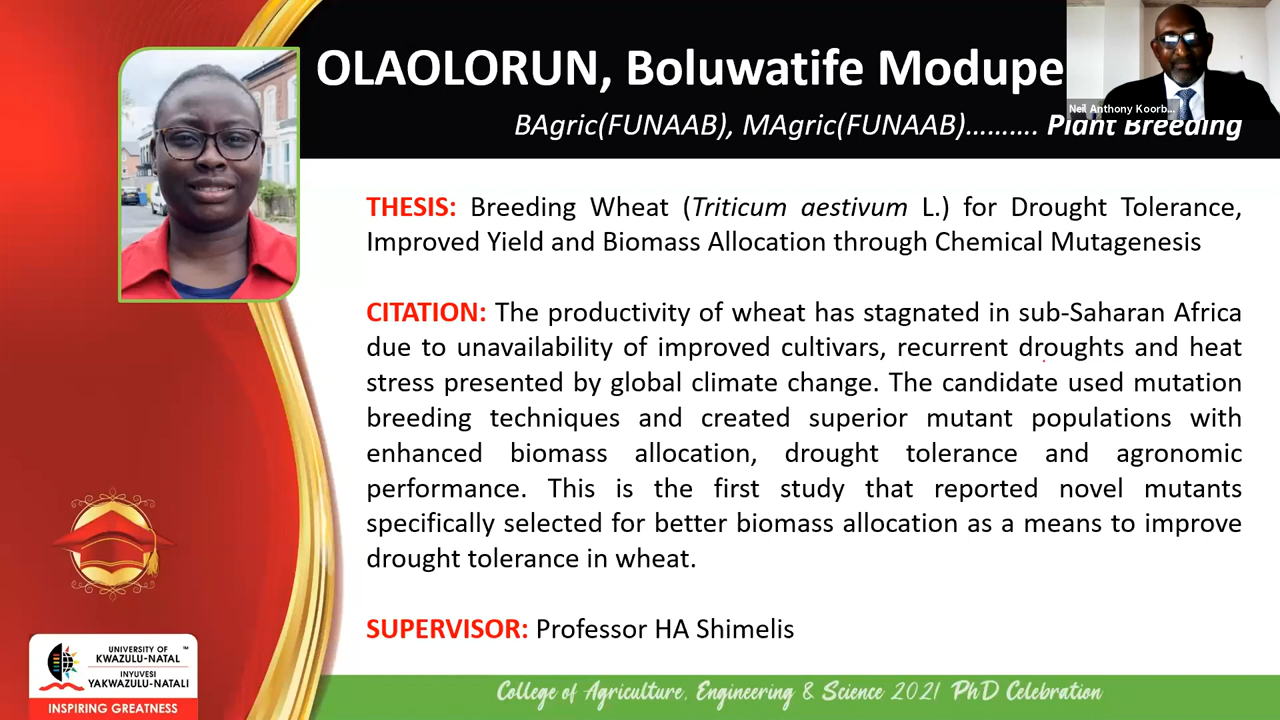 OLAOLORUN, Boluwatife Modupe
Neil Anthony Koorb...
BAgric(FUNAAB), MAgric(FUNAAB)………. Plant Breeding
THESIS: Breeding Wheat (Triticum aestivum L.) for Drought Tolerance,
Improved Yield and Biomass Allocation through Chemical Mutagenesis
CITATION: The productivity of wheat has stagnated in sub-Saharan Africa
due to unavailability of improved cultivars, recurrent droughts and heat
stress presented by global climate change. The candidate used mutation
breeding techniques and created superior mutant populations with
enhanced biomass allocation, drought tolerance and agronomic
performance. This is the first study that reported novel mutants
specifically selected for better biomass allocation as a means to improve
drought tolerance in wheat.
SUPERVISOR: Professor HA Shimelis
UNIVERSITY OF ™
KWAZULU-NATAL
INYUVESI
YAKWAZULU-NATALI
INSPIRING GREATNESS
College of Agriculture, Engineering & Science 2021 PhD Celebration